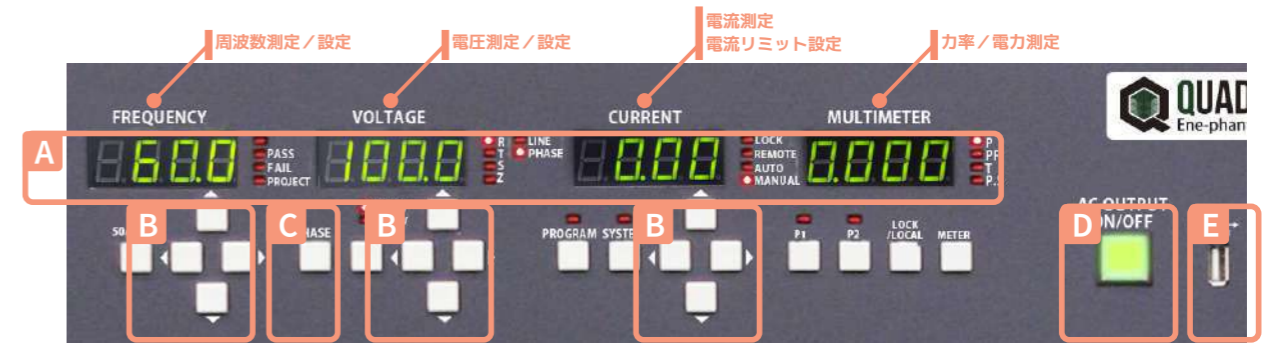 電流測定
周波数測定／設定
電圧測定／設定
電流リミット設定
力率／電力測定
FREQUENCY
VOLTAGE
CURRENT
MULTIMETER
QUAD
Ene-phan
A
60.0
PASS
FAIL
PROJECT
100.0
R
T
S
Z
LINE
PHASE
0.00
LOCK
REMOTE
AUTO
MANUAL
0.000
P
PF
T
P.S
B
C
B
PROGRAM
B
P1
P2
LOCK
/LOCAL
METER
AC OUTPUT
ON/OFF
D
E